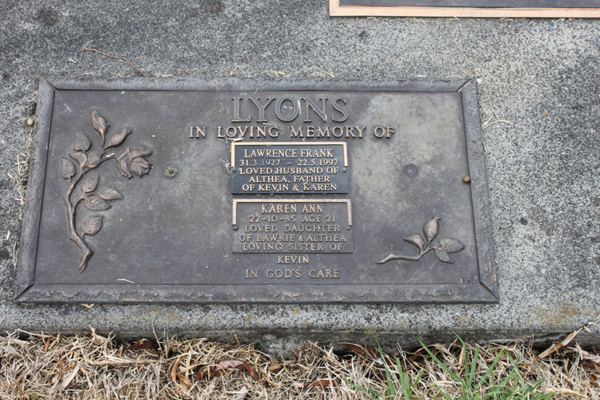 LYONS
IN LOVING MEMORY OF
LAWRENCE FRANK
31.3.1927 – 22.5.1997
LOVED HUSBAND OF
ALTHEA, FATHER
OF KEVIN & KAREN
KAREN ANN
22-10-85 AGE 21
LOVED DAUGHTER
OF LAWRIE & ALTHEA
LOVING SISTER OF
KEVIN
IN GOD'S CARE